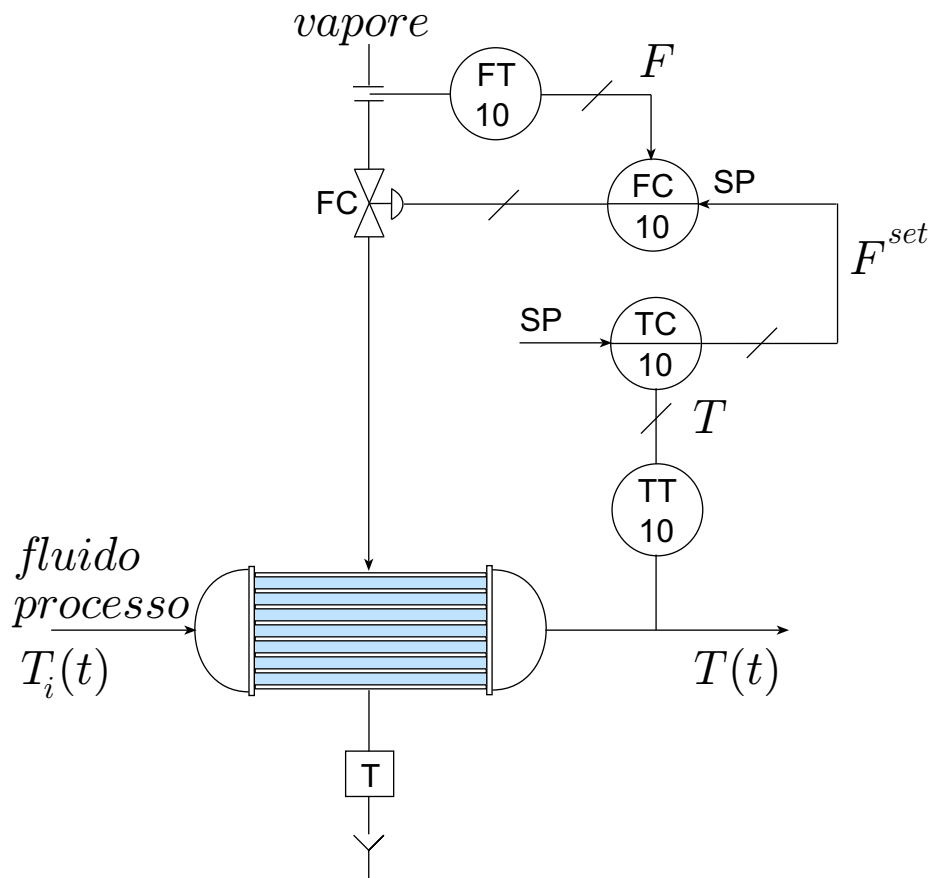 vapore
FT
10
F
FC
FC
10
SP
F^set
SP
TC
10
T
TT
10
fluido
processo
T_i(t)
T(t)
T